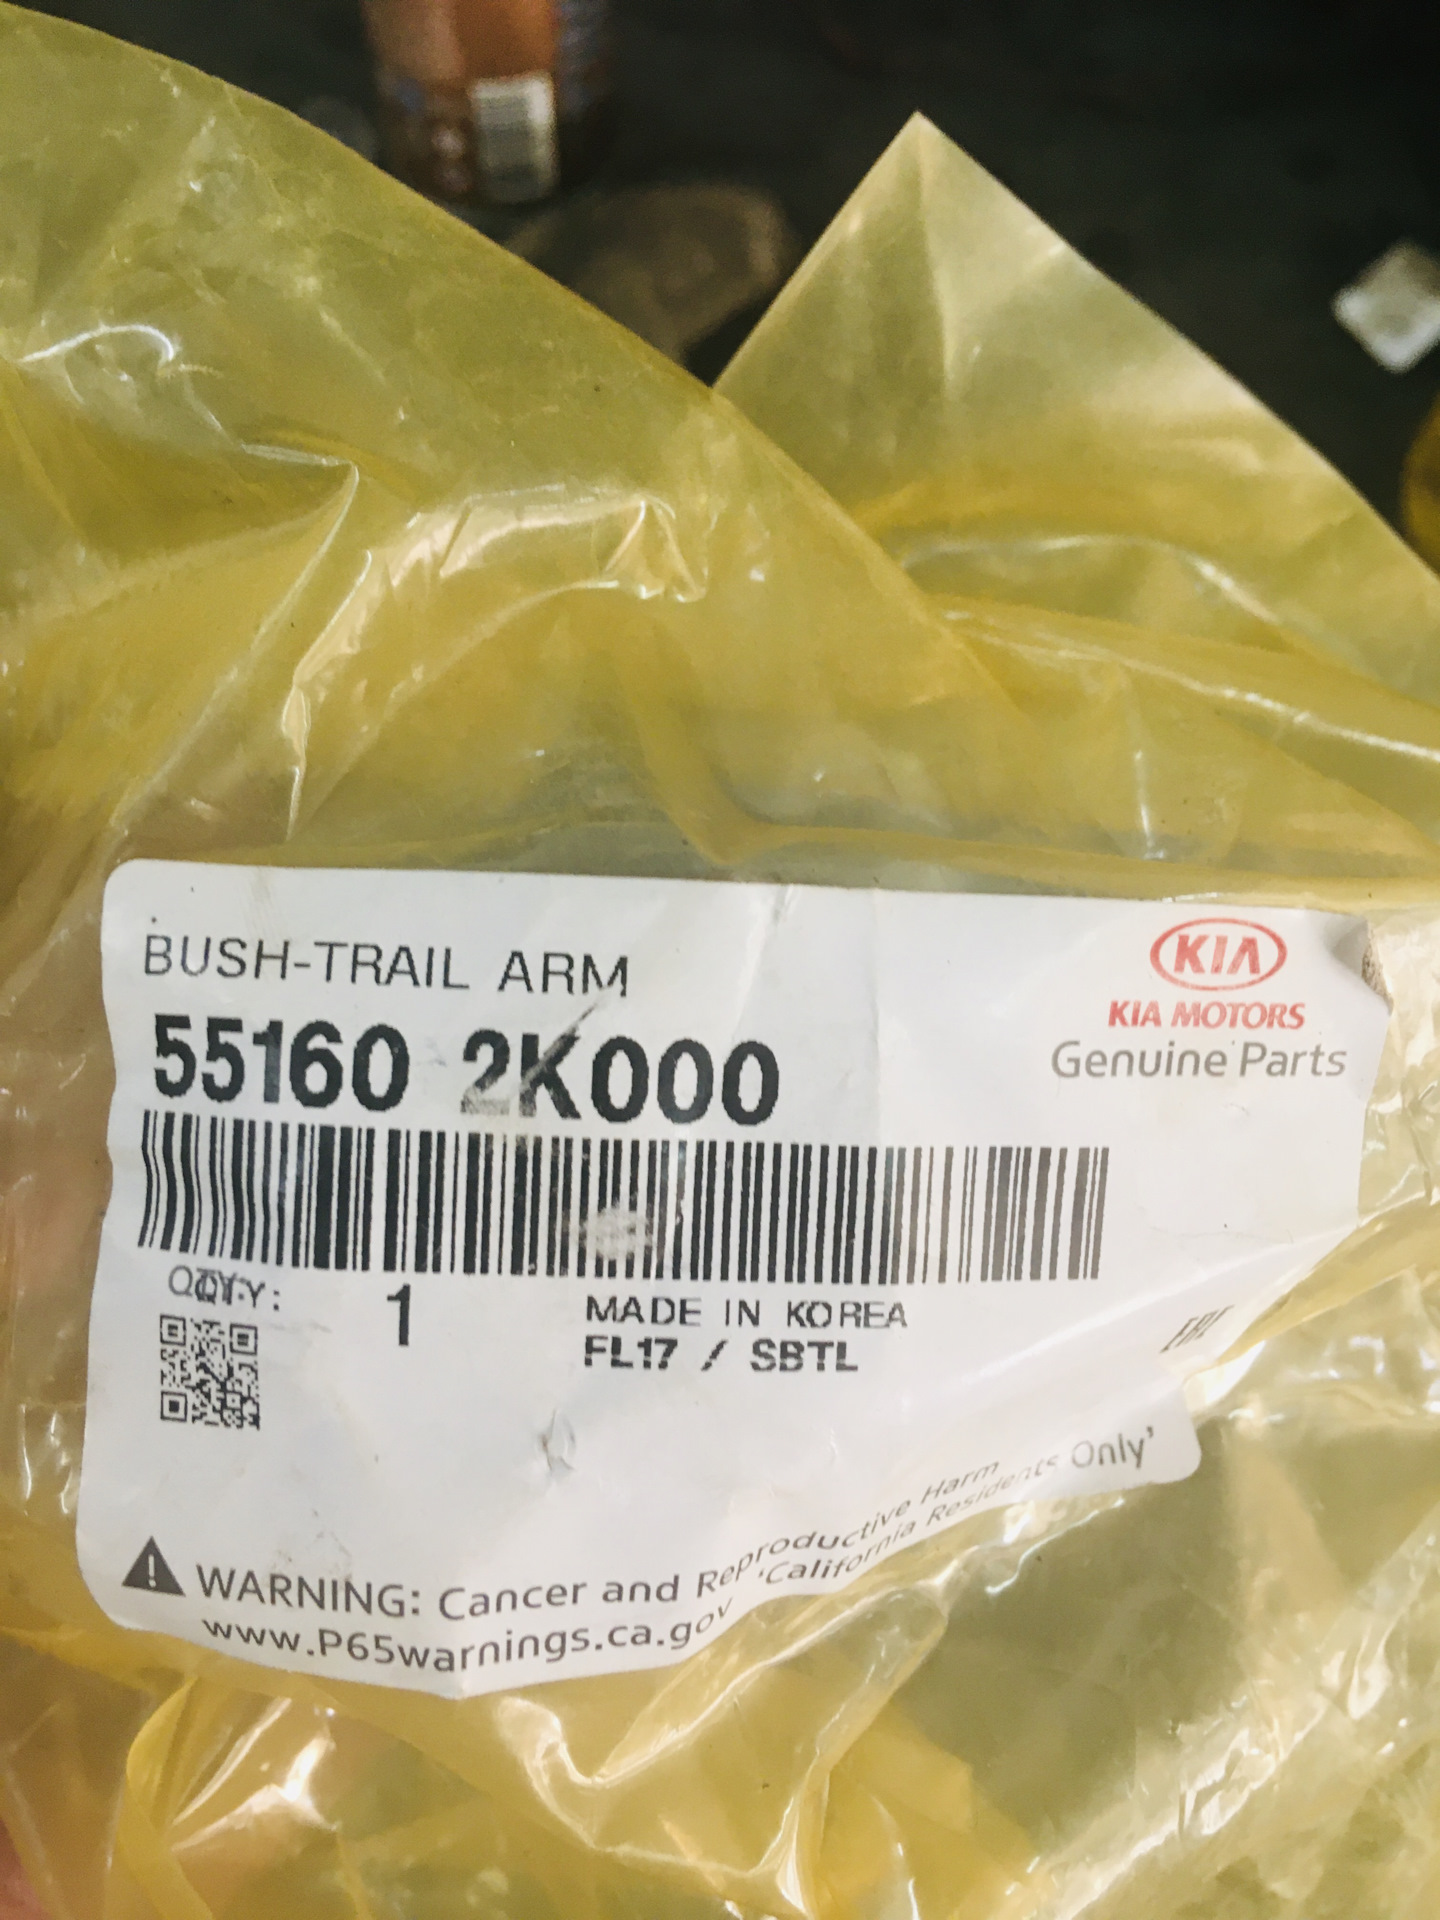 BUSH-TRAIL ARM
55160 2K000
KIA
KIA MOTORS
Genuine Parts
QTY:
1
MADE IN KOREA
FL17 / SBTL
WARNING: Cancer and Reproductive Harm
www.P65warnings.ca.gov 'California Residents Only'